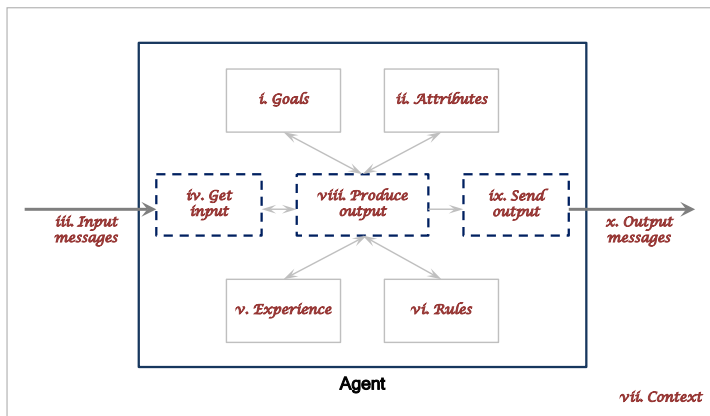 i. Goals
ii. Attributes
iv. Get
input
viii. Produce
output
ix. Send
output
iii. Input
messages
x. Output
messages
v. Experience
vi. Rules
Agent
vii. Context